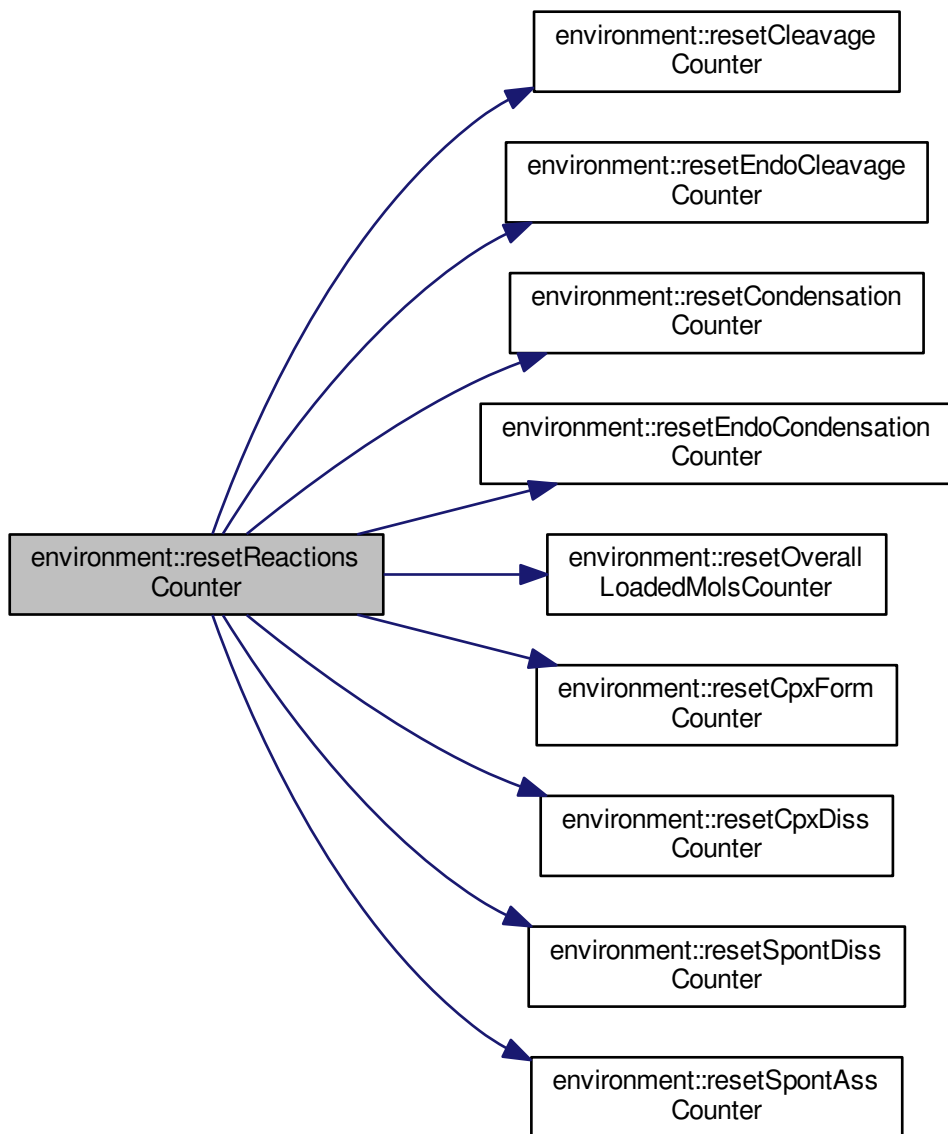 environment::resetCleavage
Counter
environment::resetEndoCleavage
Counter
environment::resetCondensation
Counter
environment::resetEndoCondensation
Counter
environment::resetReactions
Counter
environment::resetOverall
LoadedMolsCounter
environment::resetCpxForm
Counter
environment::resetCpxDiss
Counter
environment::resetSpontDiss
Counter
environment::resetSpontAss
Counter